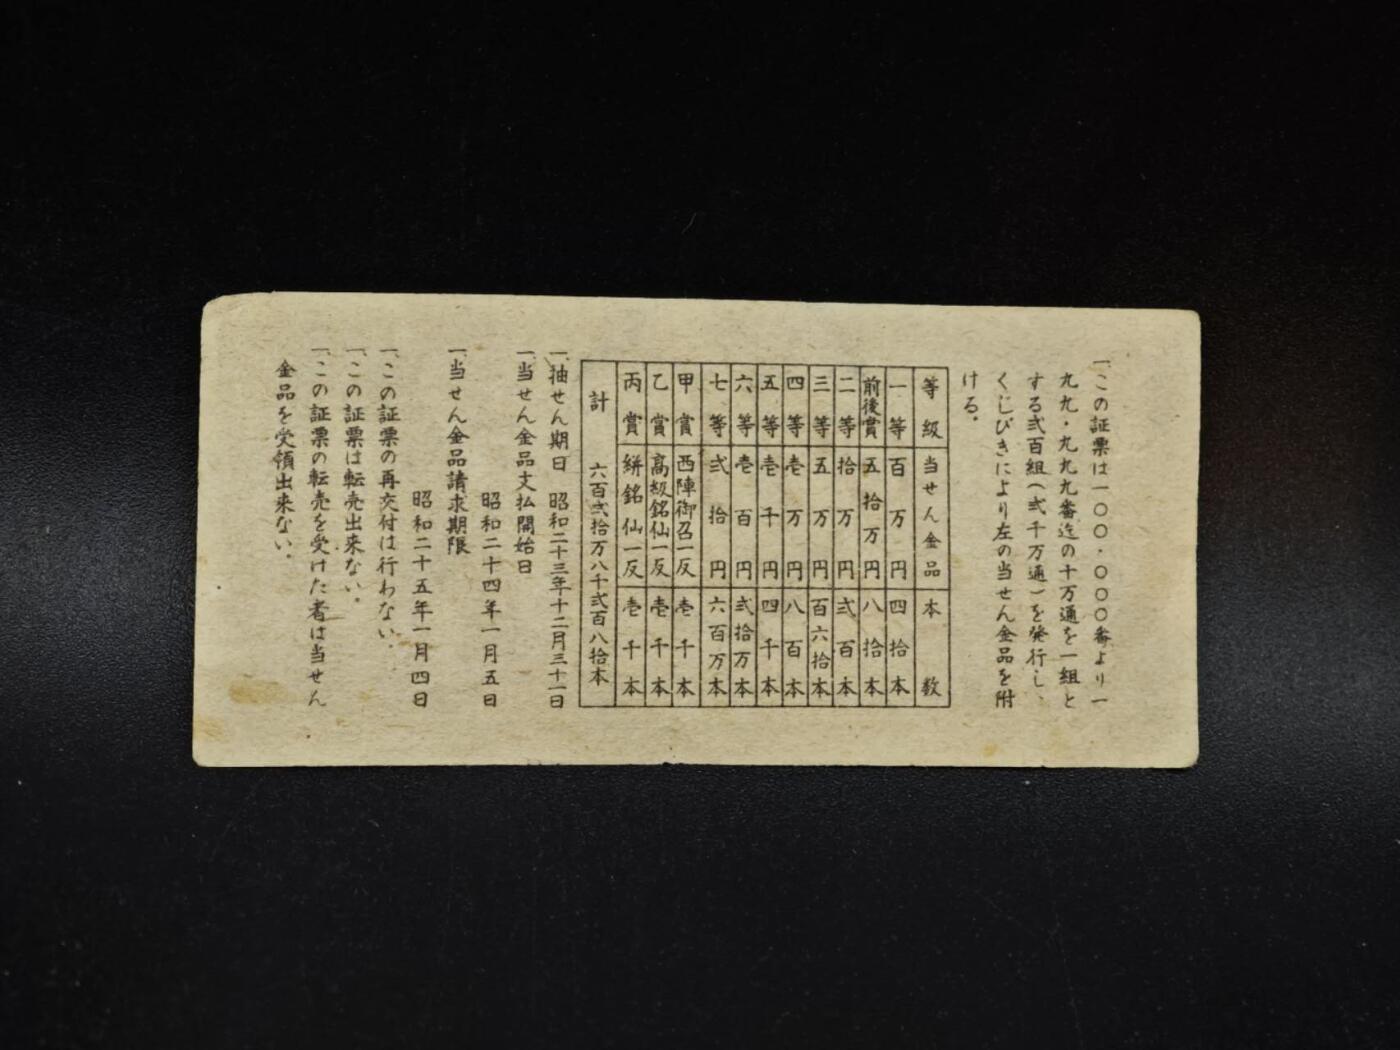 一、この証票は一〇〇・〇〇〇番より一
九九・九九九番迄の十万通を一組と
する弐百組(弐千万通)を発行し、
くじびきにより左の当せん金品を附
ける。
等級 当せん金品 本数
一等 百万円 四拾本
前後賞 五拾万円 八拾本
二等 拾万円 弐百本
三等 五万円 百六拾本
四等 壱万円 八百本
五等 壱千円 四千本
六等 壱百円 弐拾万本
七等 弐拾円 六百万本
甲賞 西陣御召一反 壱千本
乙賞 高級銘仙一反 壱千本
丙賞 絣銘仙一反 壱千本
計 六百弐拾万八千弐百八拾本
一、抽せん期日 昭和二十三年十二月三十一日
一、当せん金品支払開始日
昭和二十四年一月五日
一、当せん金品請求期限
昭和二十五年一月四日
一、この証票の再交付は行わない。
一、この証票は転売出来ない。
一、この証票の転売を受けた者は当せん
金品を受領出来ない。